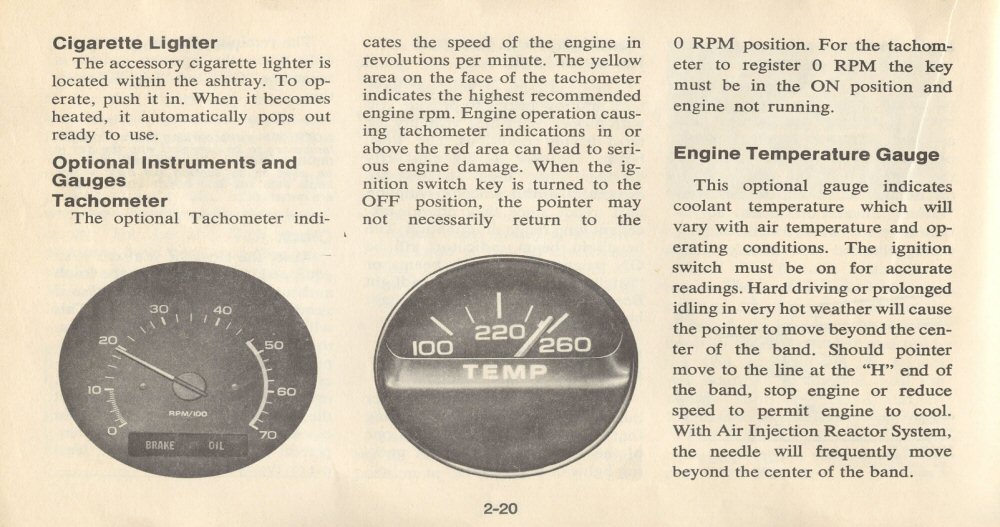 Cigarette Lighter
The accessory cigarette lighter is
located within the ashtray. To op-
erate, push it in. When it becomes
heated, it automatically pops out
ready to use.
Optional Instruments and
Gauges
Tachometer
The optional Tachometer indi-
cates the speed of the engine in
revolutions per minute. The yellow
area on the face of the tachometer
indicates the highest recommended
engine rpm. Engine operation caus-
ing tachometer indications in or
above the red area can lead to seri-
ous engine damage. When the ig-
nition switch key is turned to the
OFF position, the pointer may
not necessarily return to the
0 RPM position. For the tachom-
eter to register 0 RPM the key
must be in the ON position and
engine not running.
Engine Temperature Gauge
This optional gauge indicates
coolant temperature which will
vary with air temperature and op-
erating conditions. The ignition
switch must be on for accurate
readings. Hard driving or prolonged
idling in very hot weather will cause
the pointer to move beyond the cen-
ter of the band. Should pointer
move to the line at the “H” end of
the band, stop engine or reduce
speed to permit engine to cool.
With Air Injection Reactor System,
the needle will frequently move
beyond the center of the band.
0
10
20
30
40
50
60
70
RPM/100
BRAKE OIL
100 220 260
TEMP
2-20